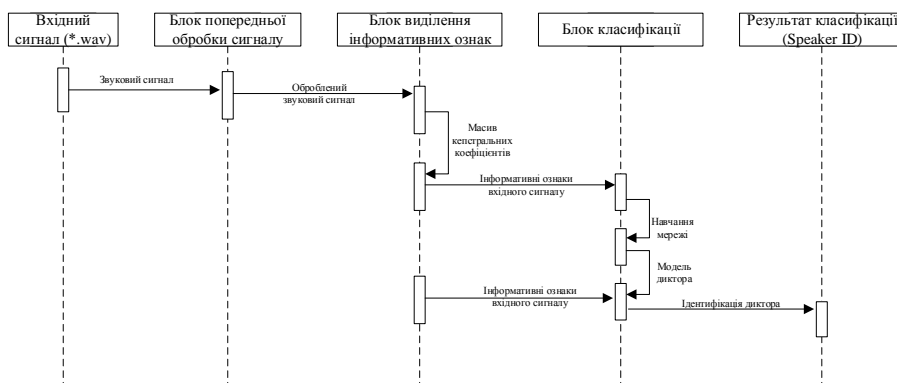 Вхідний
сигнал (*.wav)
Блок попередньої
обробки сигналу
Блок виділення
інформативних ознак
Блок класифікації
Результат класифікації
(Speaker ID)
Звуковий сигнал
Оброблений
звуковий сигнал
Масив
кепстральних
коефіцієнтів
Інформативні ознаки
вхідного сигналу
Навчання
мережі
Модель
диктора
Інформативні ознаки
вхідного сигналу
Ідентифікація диктора